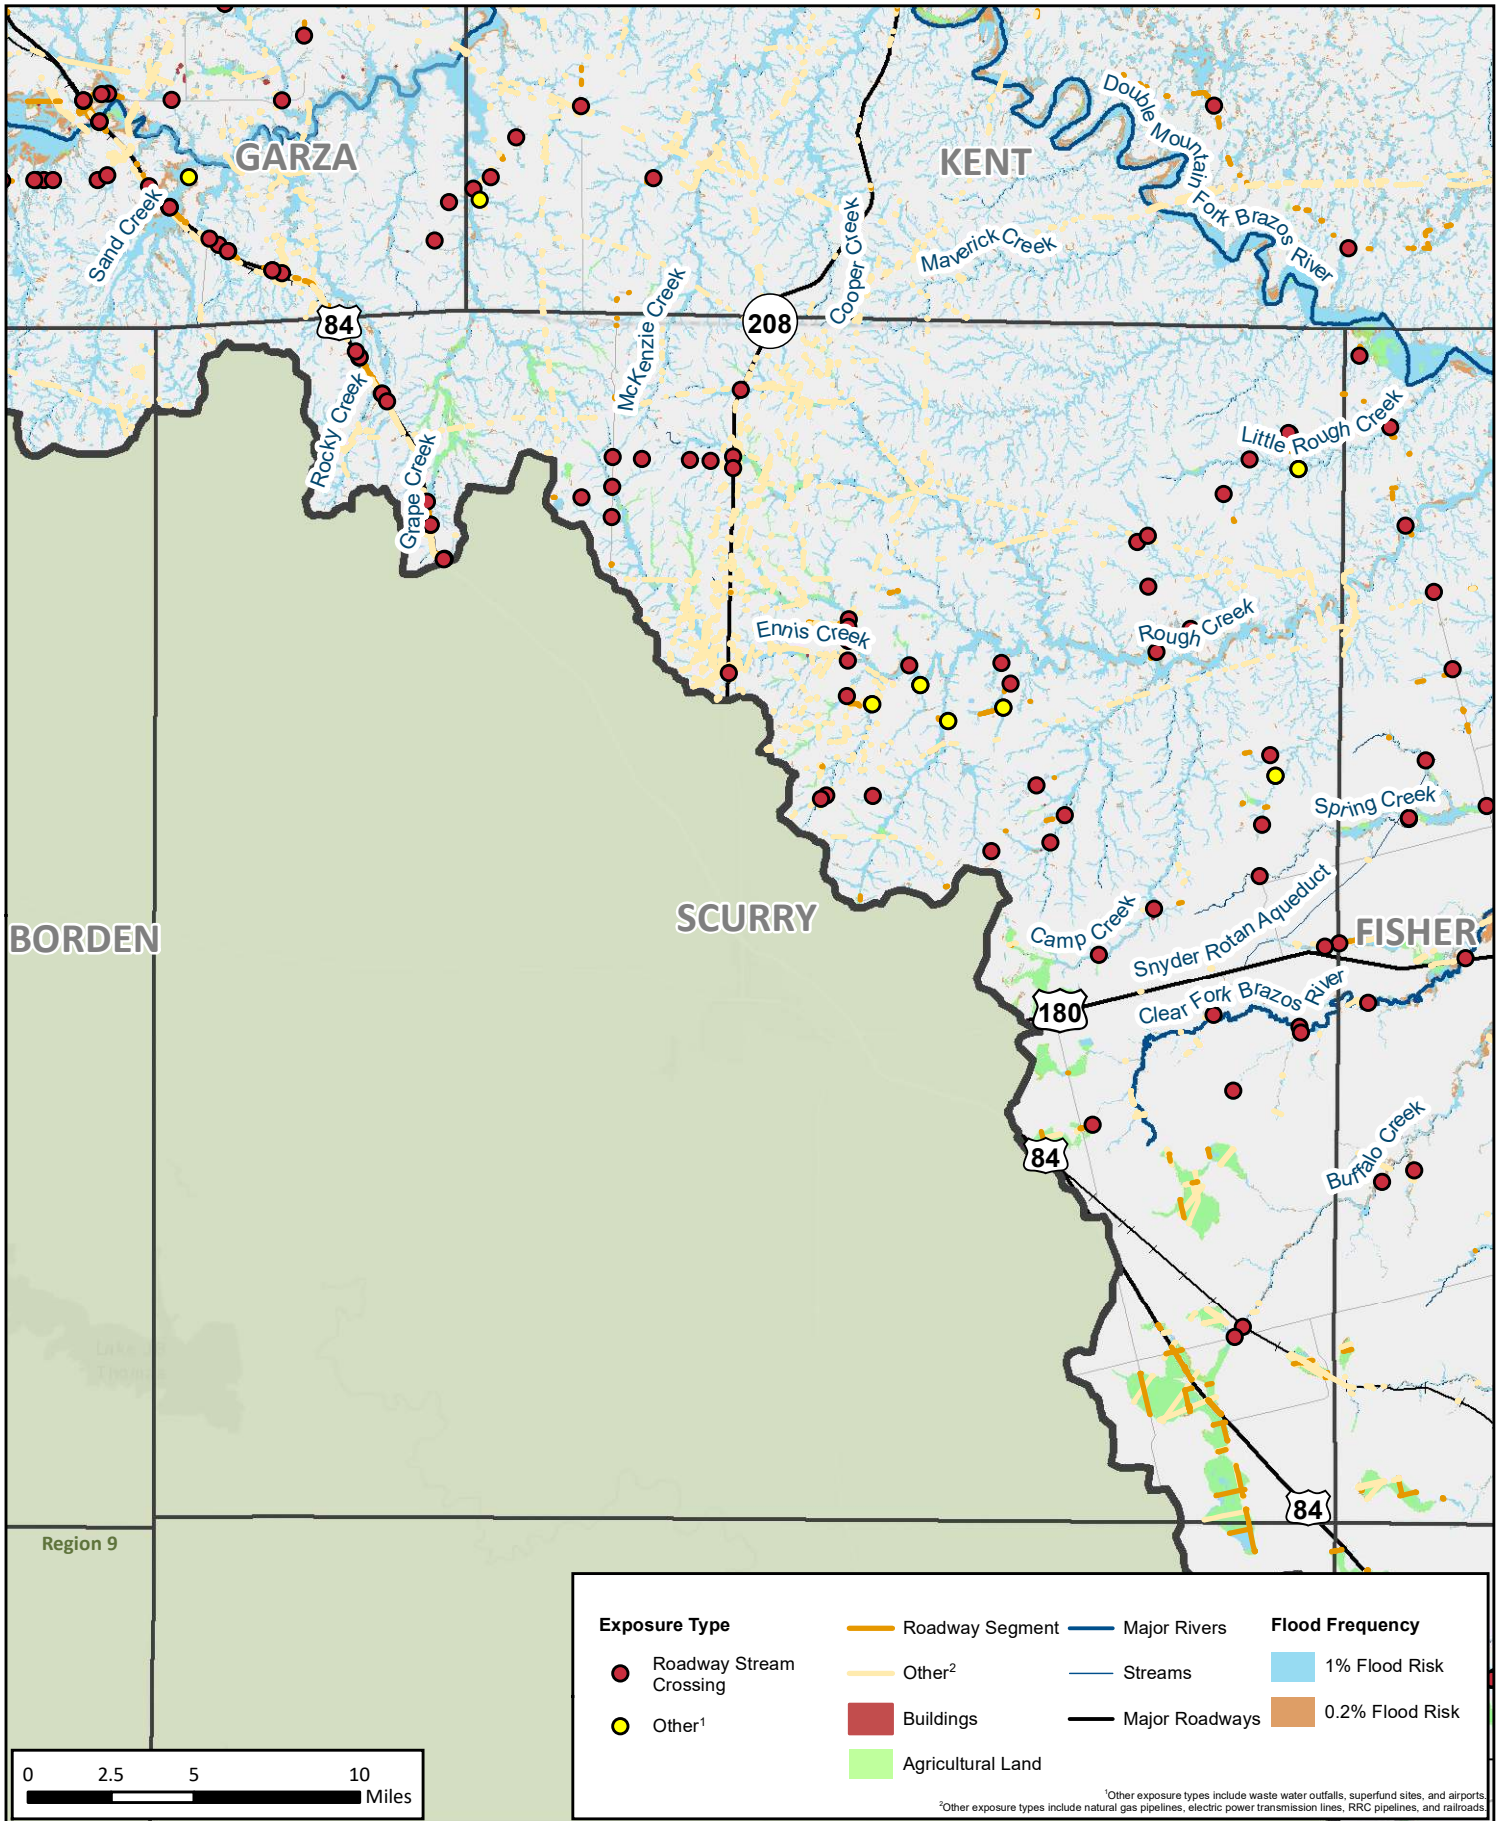 GARZA
KENT
Double Mountain Fork Brazos River
Sand Creek
Maverick Creek
Cooper Creek
McKenzie Creek
84
208
Rocky Creek
Grape Creek
Little Rough Creek
Ennis Creek
Rough Creek
Spring Creek
Snyder Rotan Aqueduct
SCURRY
BORDEN
FISHER
Camp Creek
180
Clear Fork Brazos River
84
Buffalo Creek
Lake J B
Thomas
84
Region 9
Exposure Type
Roadway Stream
Crossing
Other1
Roadway Segment
Other2
Buildings
Agricultural Land
Major Rivers
Streams
Major Roadways
Flood Frequency
1% Flood Risk
0.2% Flood Risk
1Other exposure types include waste water outfalls, superfund sites, and airports.
2Other exposure types include natural gas pipelines, electric power transmission lines, RRC pipelines, and railroads.
0 2.5 5 10
Miles